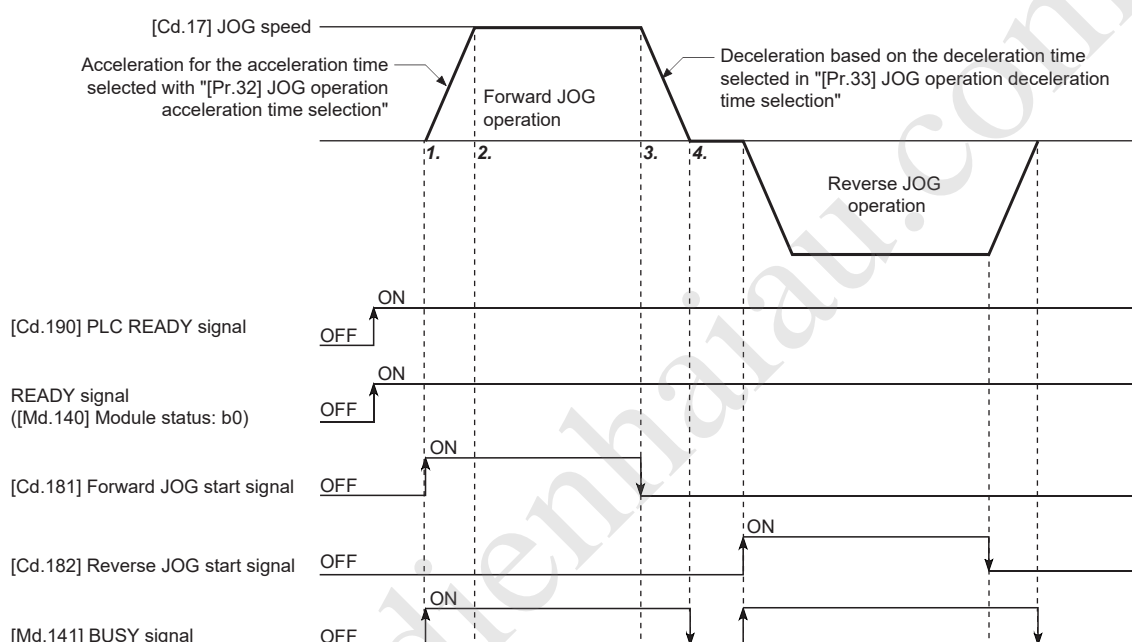 [Cd.17] JOG speed
Acceleration for the acceleration time
selected with "[Pr.32] JOG operation
acceleration time selection"
Deceleration based on the deceleration time
selected in "[Pr.33] JOG operation deceleration
time selection"
Forward JOG
operation
1.
2.
3.
4.
Reverse JOG
operation
ON
[Cd.190] PLC READY signal
OFF
ON
READY signal
([Md.140] Module status: b0)
OFF
ON
[Cd.181] Forward JOG start signal
OFF
ON
[Cd.182] Reverse JOG start signal
OFF
ON
[Md.141] BUSY signal
OFF
dienhaiau.com